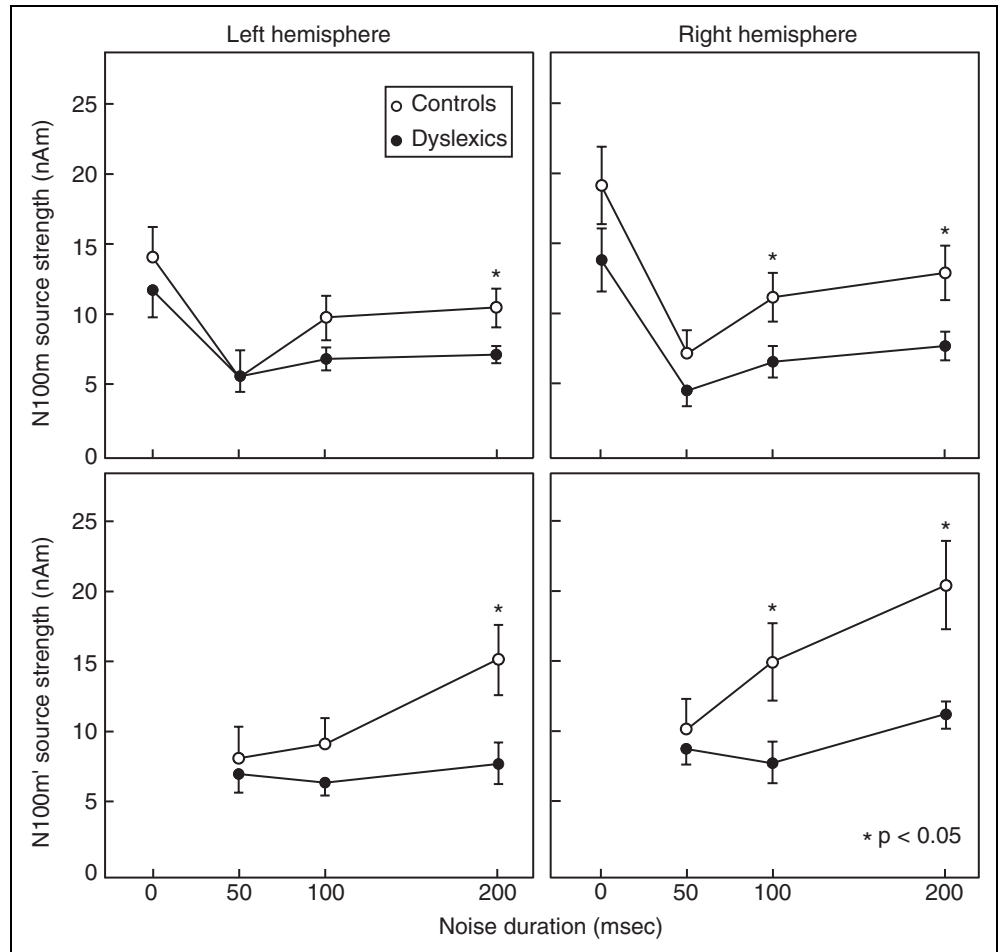 Left hemisphere
Right hemisphere
N100m source strength (nAm)
25
20
15
10
5
0
Controls
Dyslexics
*
*
*
N100m' source strength (nAm)
25
20
15
10
5
0
*
*
*
* p < 0.05
0 50 100 200
0 50 100 200
Noise duration (msec)